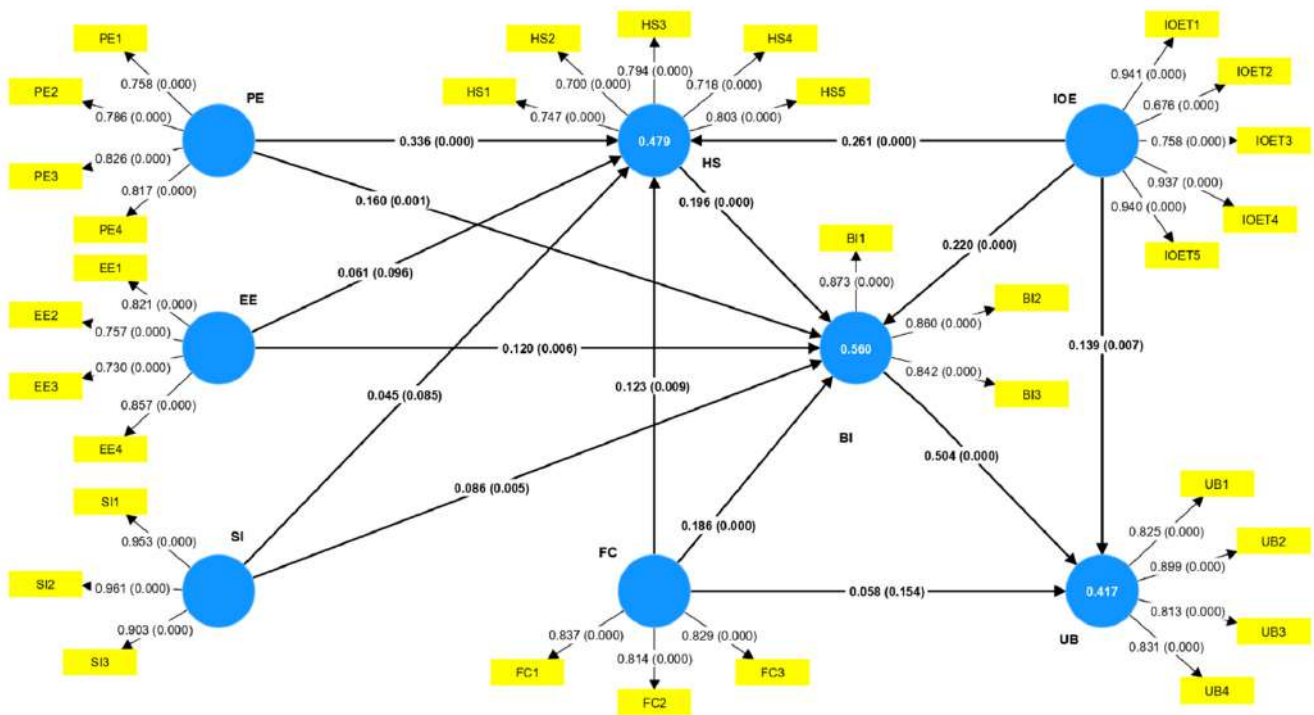 PE1
0.758 (0.000)
PE2
0.786 (0.000)
PE3
0.826 (0.000)
0.817 (0.000)
PE4
PE
HS1
0.747 (0.000)
HS2
0.700 (0.000)
HS3
0.794 (0.000)
HS4
0.718 (0.000)
HS5
0.803 (0.000)
0.479
HS
IOE
IOET1
0.941 (0.000)
IOET2
0.676 (0.000)
0.758 (0.000)
IOET3
0.937 (0.000)
IOET4
0.940 (0.000)
IOET5
0.336 (0.000)
0.261 (0.000)
0.160 (0.001)
0.196 (0.000)
0.220 (0.000)
0.061 (0.096)
EE1
0.821 (0.000)
EE2
0.757 (0.000)
0.730 (0.000)
EE3
0.857 (0.000)
EE4
EE
0.120 (0.006)
0.045 (0.085)
0.123 (0.009)
BI1
0.873 (0.000)
BI2
0.860 (0.000)
0.842 (0.000)
BI3
0.560
BI
0.139 (0.007)
0.504 (0.000)
0.086 (0.005)
0.186 (0.000)
SI1
0.953 (0.000)
SI2
0.961 (0.000)
0.903 (0.000)
SI3
SI
FC
0.837 (0.000)
FC1
0.814 (0.000)
FC2
0.829 (0.000)
FC3
0.058 (0.154)
0.417
UB
UB1
0.825 (0.000)
UB2
0.899 (0.000)
0.813 (0.000)
UB3
0.831 (0.000)
UB4